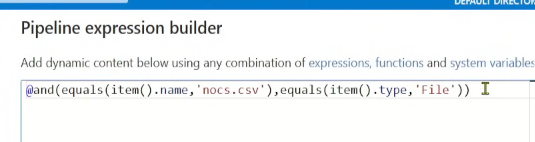 DEFAULT DIRECTOR
Pipeline expression builder
Add dynamic content below using any combination of expressions, functions and system variables
@and(equals(item().name,'nocs.csv'),equals(item().type,'File'))